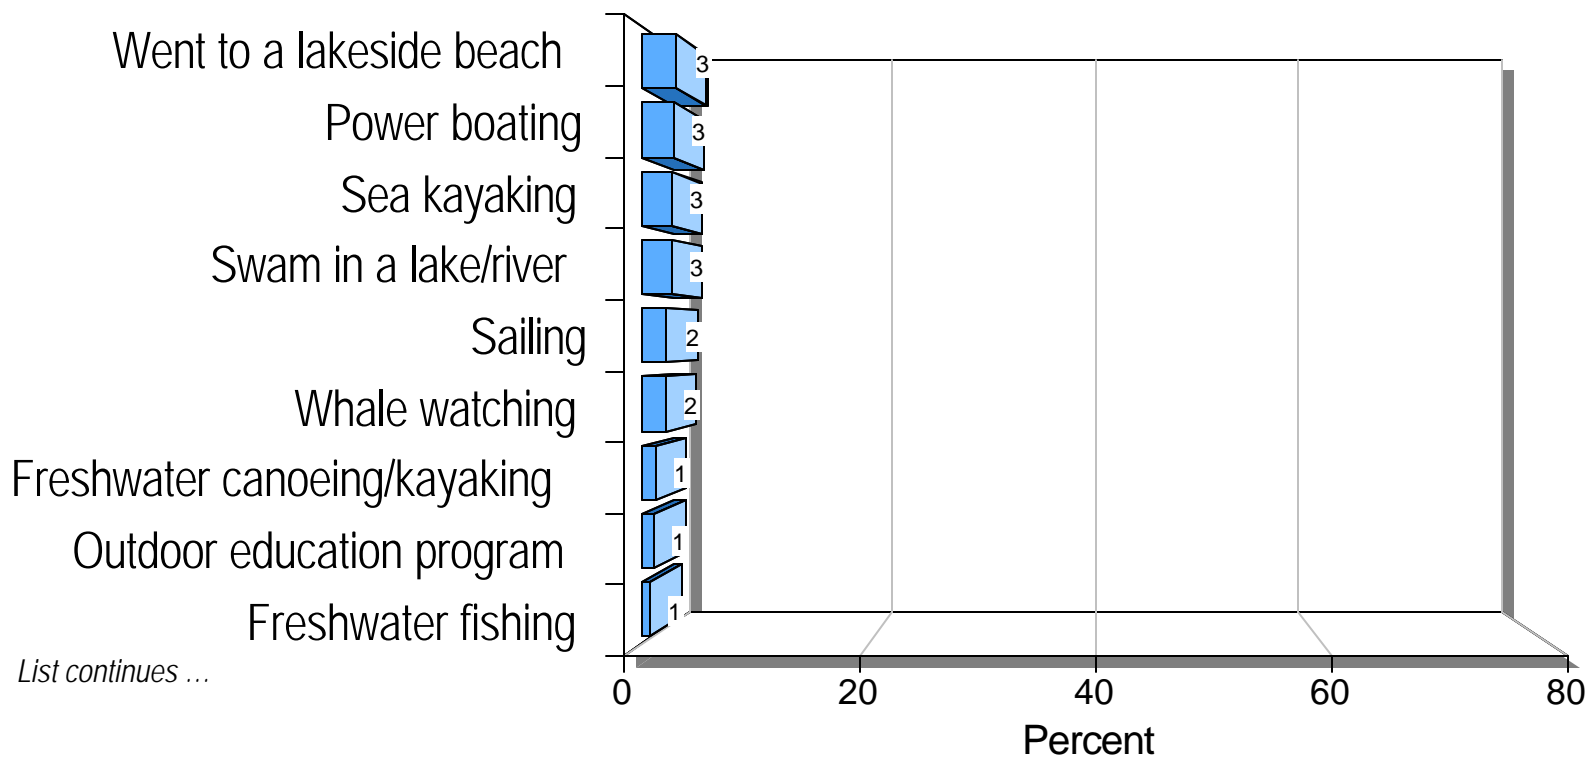 Went to a lakeside beach 3
Power boating 3
Sea kayaking 3
Swam in a lake/river 3
Sailing 2
Whale watching 2
Freshwater canoeing/kayaking 1
Outdoor education program 1
Freshwater fishing 1
List continues …
0 20 40 60 80
Percent